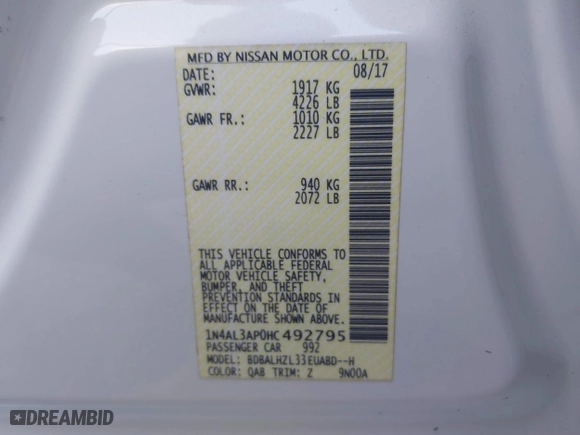 MFD BY NISSAN MOTOR CO., LTD.
DATE: 08/17
GVWR: 1917 KG
4226 LB
GAWR FR.: 1010 KG
2227 LB
GAWR RR.: 940 KG
2072 LB
THIS VEHICLE CONFORMS TO
ALL APPLICABLE FEDERAL
MOTOR VEHICLE SAFETY,
BUMPER, AND THEFT
PREVENTION STANDARDS IN
EFFECT ON THE DATE OF
MANUFACTURE SHOWN ABOVE.
1N4AL3AP0HC492795
PASSENGER CAR 992
MODEL: BDBALHZL33EUABD--H
COLOR: QAB TRIM: Z 9N00A
DREAMBID